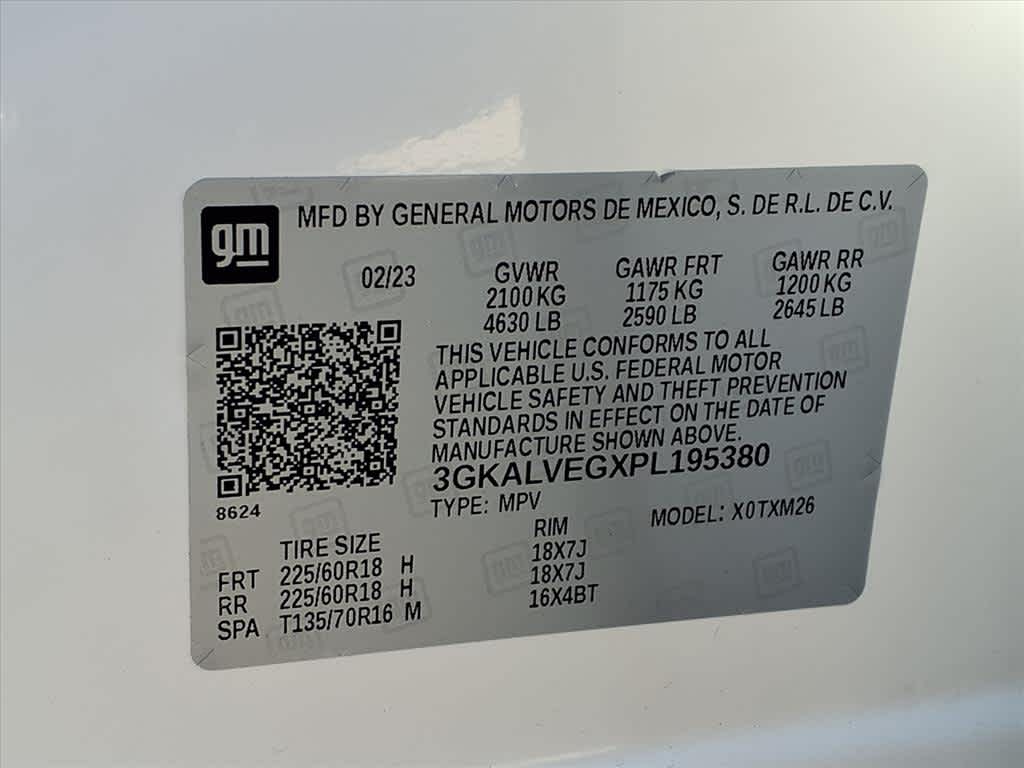 gm
MFD BY GENERAL MOTORS DE MEXICO, S. DE R.L. DE C.V.
02/23 GVWR GAWR FRT GAWR RR
2100 KG 1175 KG 1200 KG
4630 LB 2590 LB 2645 LB
THIS VEHICLE CONFORMS TO ALL
APPLICABLE U.S. FEDERAL MOTOR
VEHICLE SAFETY AND THEFT PREVENTION
STANDARDS IN EFFECT ON THE DATE OF
MANUFACTURE SHOWN ABOVE.
3GKALVEGXPL195380
8624
TYPE: MPV MODEL: X0TXM26
TIRE SIZE RIM
FRT 225/60R18 H 18X7J
RR 225/60R18 H 18X7J
SPA T135/70R16 M 16X4BT